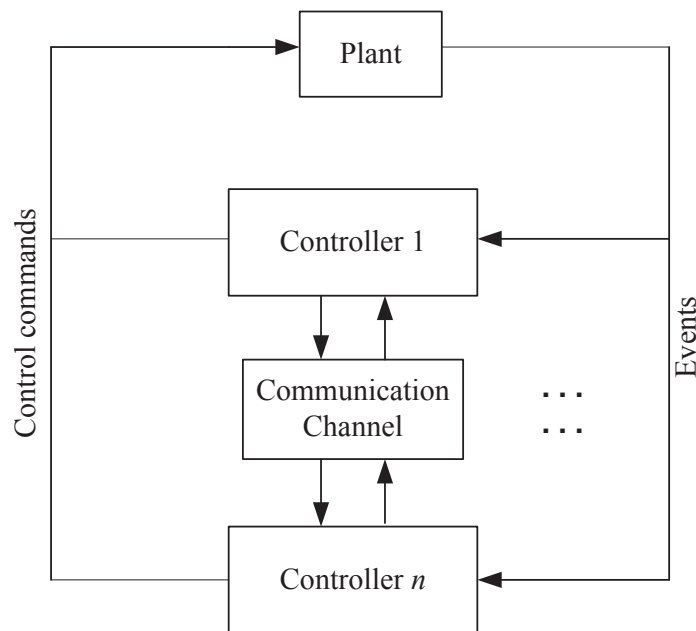 Plant
Controller 1
Control commands
Events
Communication
Channel
...
...
Controller n